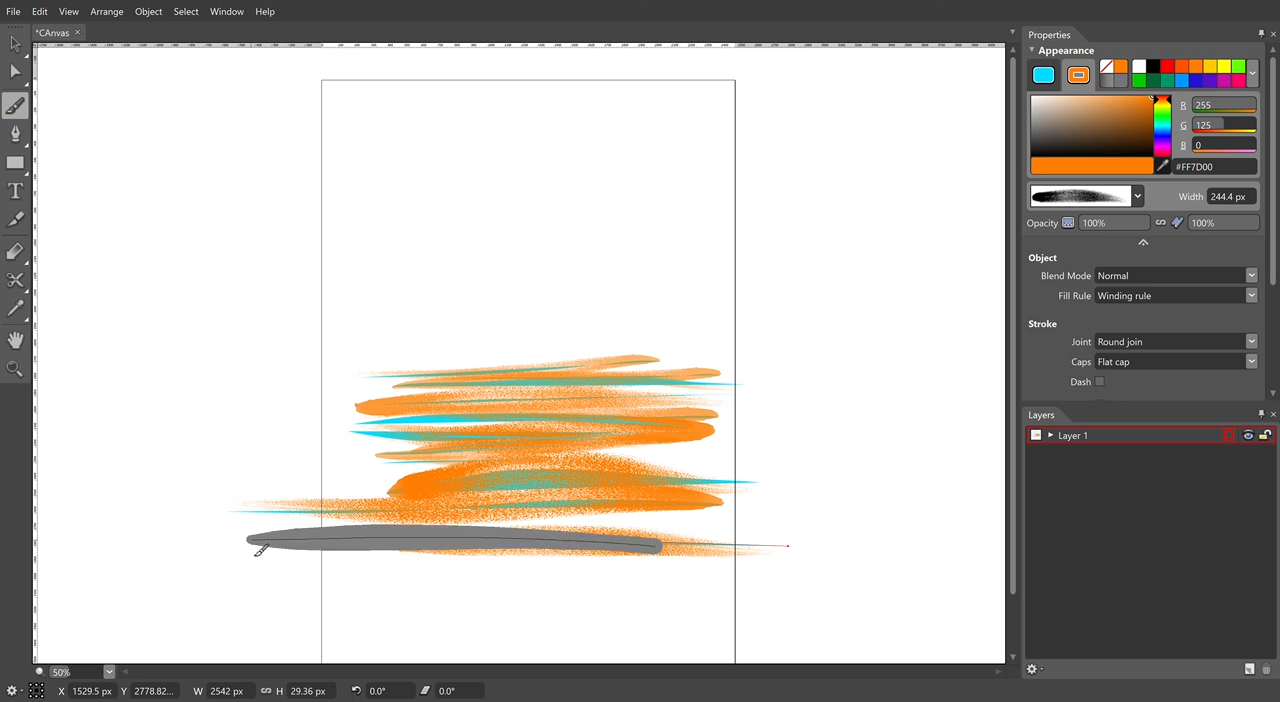 File Edit View Arrange Object Select Window Help
*CAnvas ×
Properties
Appearance
R 255
G 125
B 0
#FF7D00
Width 244.4 px
Opacity 100% 100%
Object
Blend Mode Normal
Fill Rule Winding rule
Stroke
Joint Round join
Caps Flat cap
Dash
Layers
Layer 1
50%
X 1529.5 px Y 2778.82... W 2542 px H 29.36 px 0.0° 0.0°